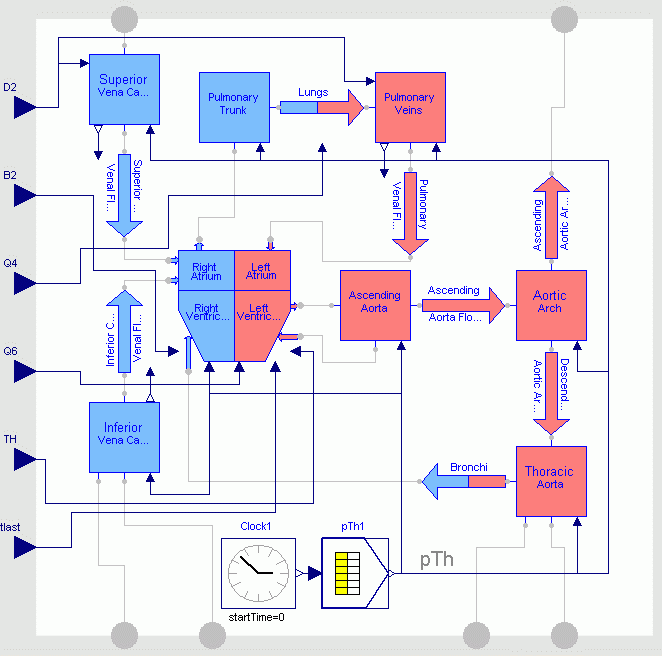 D2
Superior
Vena Ca...
Pulmonary
Trunk
Lungs
Pulmonary
Veins
B2
Superior ...
Venal Fl...
Pulmonary
Venal Fl...
Ascending
Aortic Ar...
Q4
Right
Atrium
Left
Atrium
Right
Ventric...
Left
Ventric...
Ascending
Aorta
Ascending
Aorta Flo...
Aortic
Arch
Inferior C...
Venal Fl...
Q6
Descend...
Aortic Ar...
TH
Inferior
Vena Ca...
Bronchi
Thoracic
Aorta
tlast
Clock1
pTh1
pTh
startTime=0